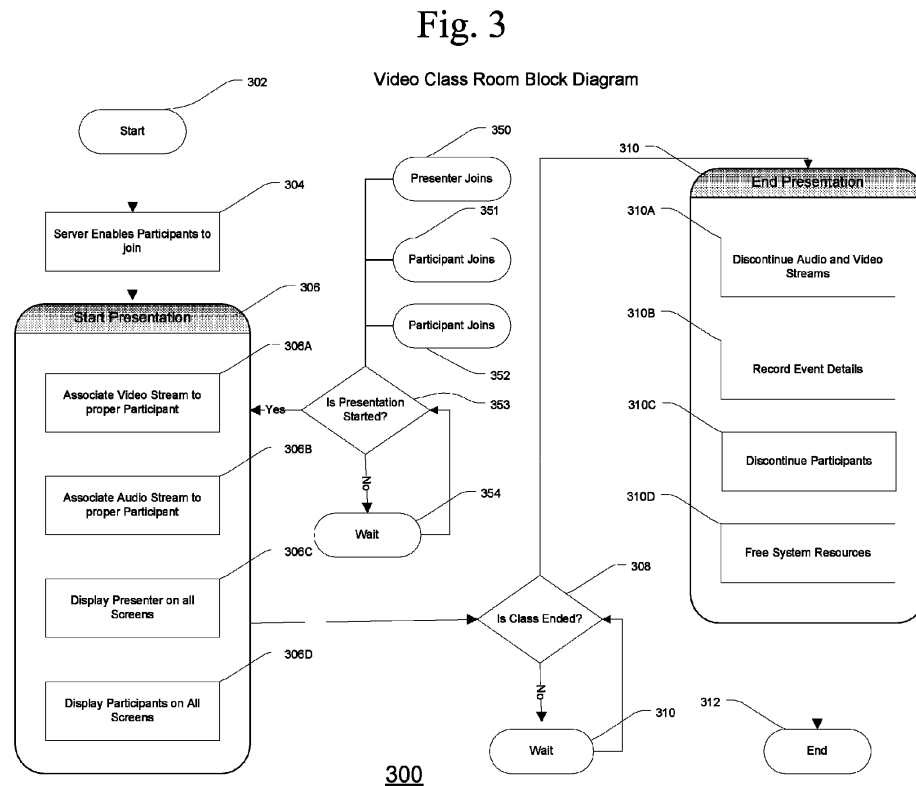 Fig. 3
Video Class Room Block Diagram
302
Start
304
Server Enables Participants to
join
306
Start Presentation
306A
Associate Video Stream to
proper Participant
306B
Associate Audio Stream to
proper Participant
306C
Display Presenter on all
Screens
306D
Display Participants on All
Screens
350
Presenter Joins
351
Participant Joins
Participant Joins
352
353
Is Presentation
Started?
Yes
No
354
Wait
308
Is Class Ended?
No
310
Wait
310
End Presentation
310A
Discontinue Audio and Video
Streams
310B
Record Event Details
310C
Discontinue Participants
310D
Free System Resources
312
End
300